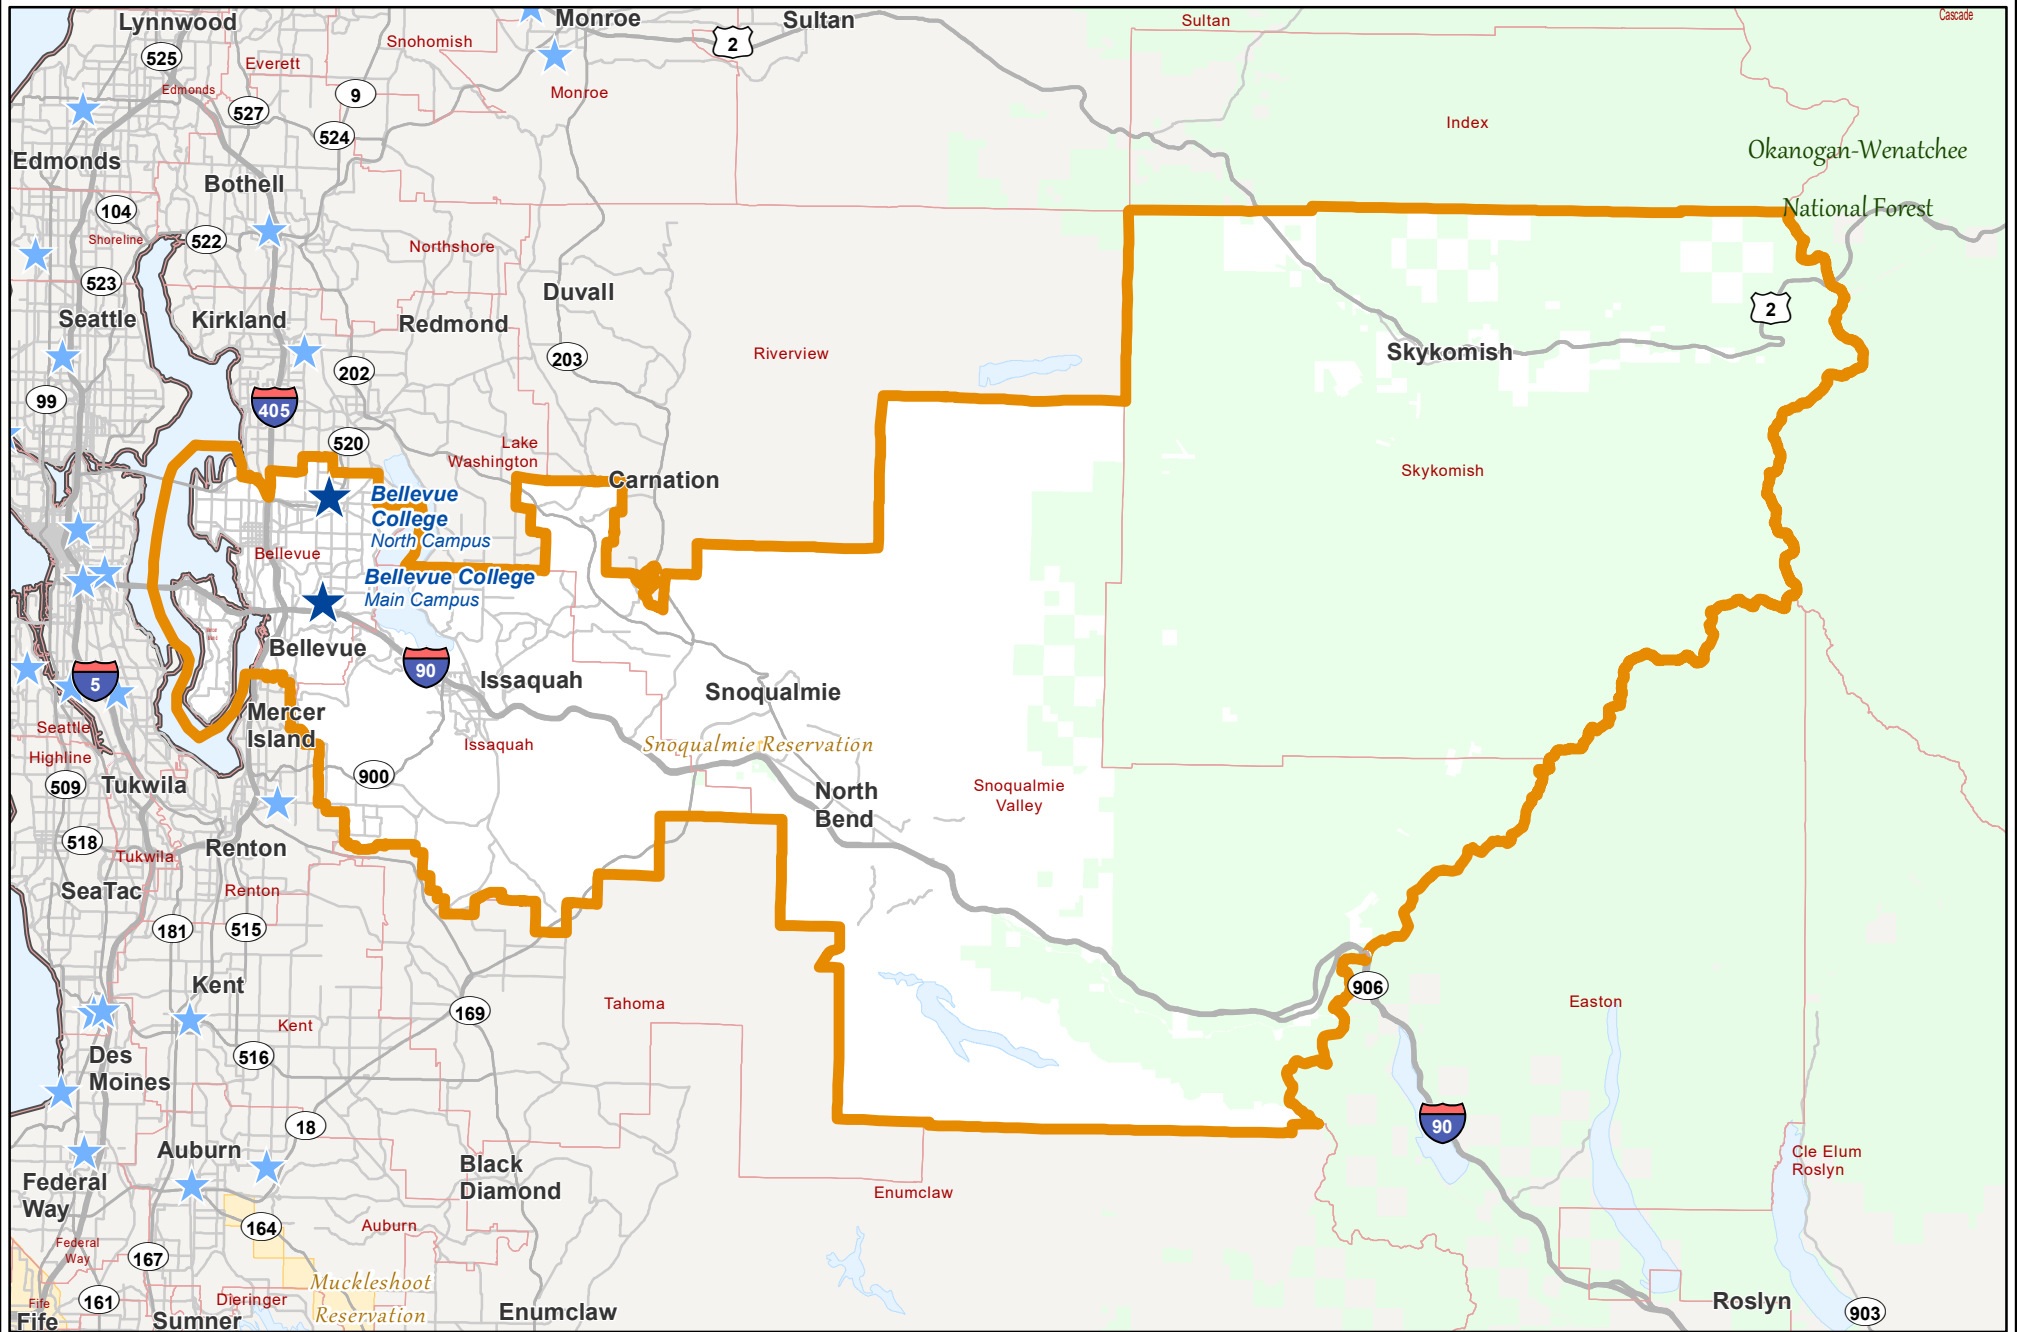 Lynnwood
Monroe
Sultan
Sultan
Cascade
525
Snohomish
2
Everett
Edmonds
9
Monroe
527
524
Index
Edmonds
Okanogan-Wenatchee
National Forest
Bothell
104
Shoreline
522
Northshore
523
Duvall
Seattle
Kirkland
Redmond
2
203
Riverview
Skykomish
202
99
405
520
Lake
Washington
Carnation
Skykomish
Bellevue
College
North Campus
Bellevue
Bellevue College
Main Campus
Bellevue
90
5
Issaquah
Snoqualmie
Mercer
Island
Seattle
Highline
Issaquah
Snoqualmie Reservation
900
509
Tukwila
North
Bend
Snoqualmie
Valley
518
Tukwila
Renton
SeaTac
Renton
181
515
Kent
906
169
Tahoma
Easton
Kent
516
Des
Moines
18
90
Auburn
Black
Diamond
Cle Elum
Roslyn
Federal
Way
Enumclaw
164
Auburn
Federal
Way
167
Muckleshoot
Reservation
161
Fife
Dieringer
Fife
Sumner
Enumclaw
Roslyn
903